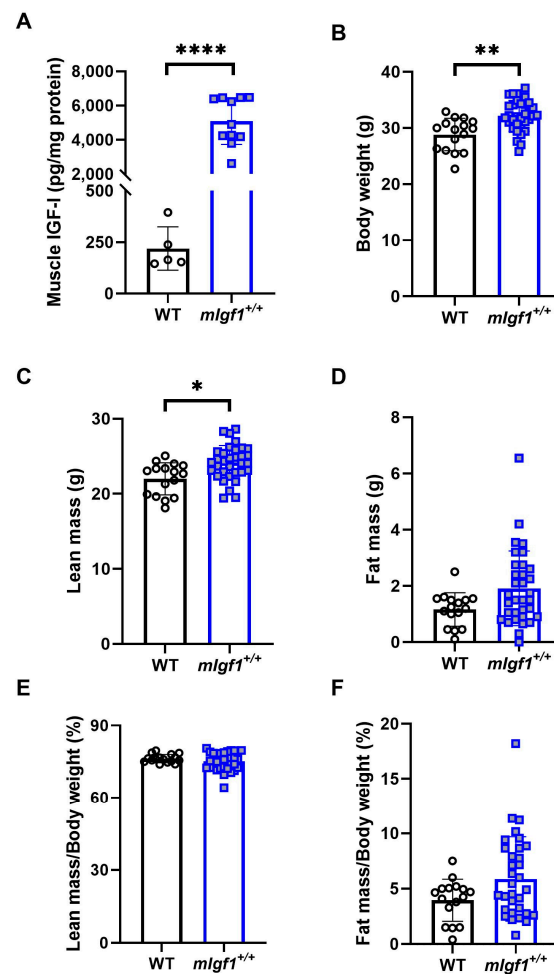 A
****
Muscle IGF-I (pg/mg protein)
8,000
6,000
4,000
2,000
500
250
0
WT
mIgf1+/+
B
**
Body weight (g)
40
30
20
10
0
WT
mIgf1+/+
C
*
Lean mass (g)
30
20
10
0
WT
mIgf1+/+
D
Fat mass (g)
8
6
4
2
0
WT
mIgf1+/+
E
Lean mass/Body weight (%)
90
60
30
0
WT
mIgf1+/+
F
Fat mass/Body weight (%)
20
15
10
5
0
WT
mIgf1+/+